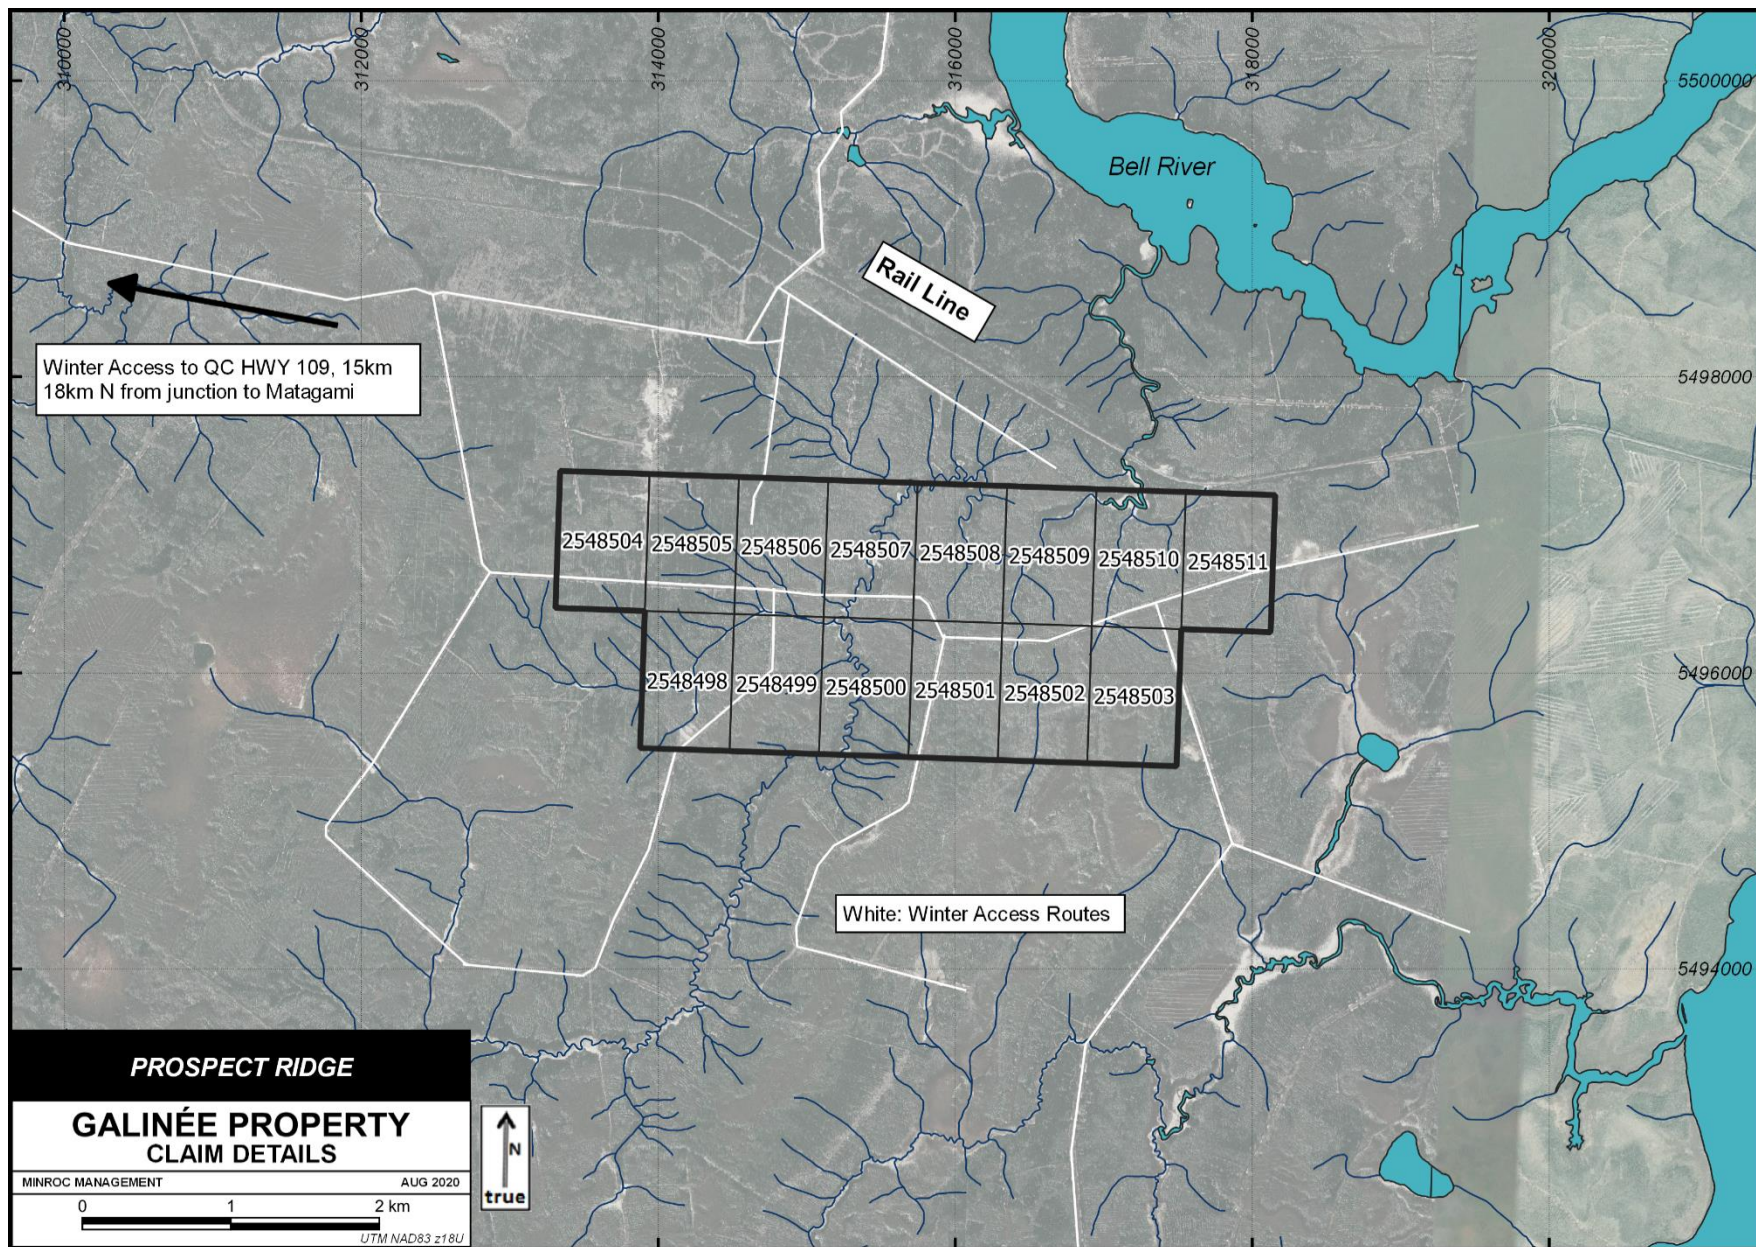 310000
312000
314000
316000
318000
320000
5500000
Bell River
Rail Line
Winter Access to QC HWY 109, 15km
18km N from junction to Matagami
5498000
2548504
2548505
2548506
2548507
2548508
2548509
2548510
2548511
2548498
2548499
2548500
2548501
2548502
2548503
5496000
White: Winter Access Routes
5494000
PROSPECT RIDGE
GALINÉE PROPERTY
CLAIM DETAILS
MINROC MANAGEMENT AUG 2020
0 1 2 km
UTM NAD83 z18U
N
true